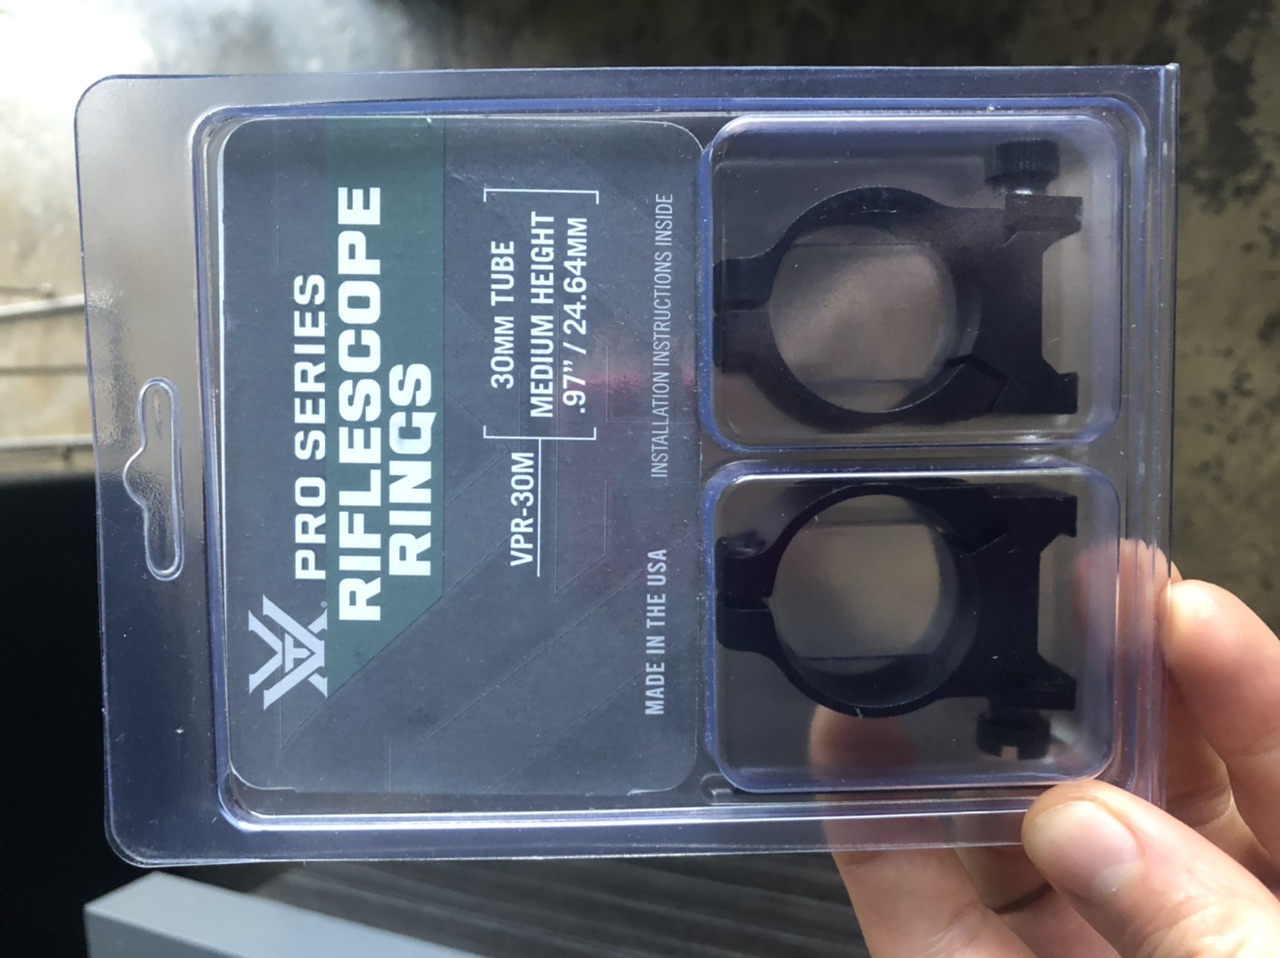 PRO SERIES
RIFLESCOPE
RINGS
VPR-30M
30MM TUBE
MEDIUM HEIGHT
.97” / 24.64MM
MADE IN THE USA
INSTALLATION INSTRUCTIONS INSIDE